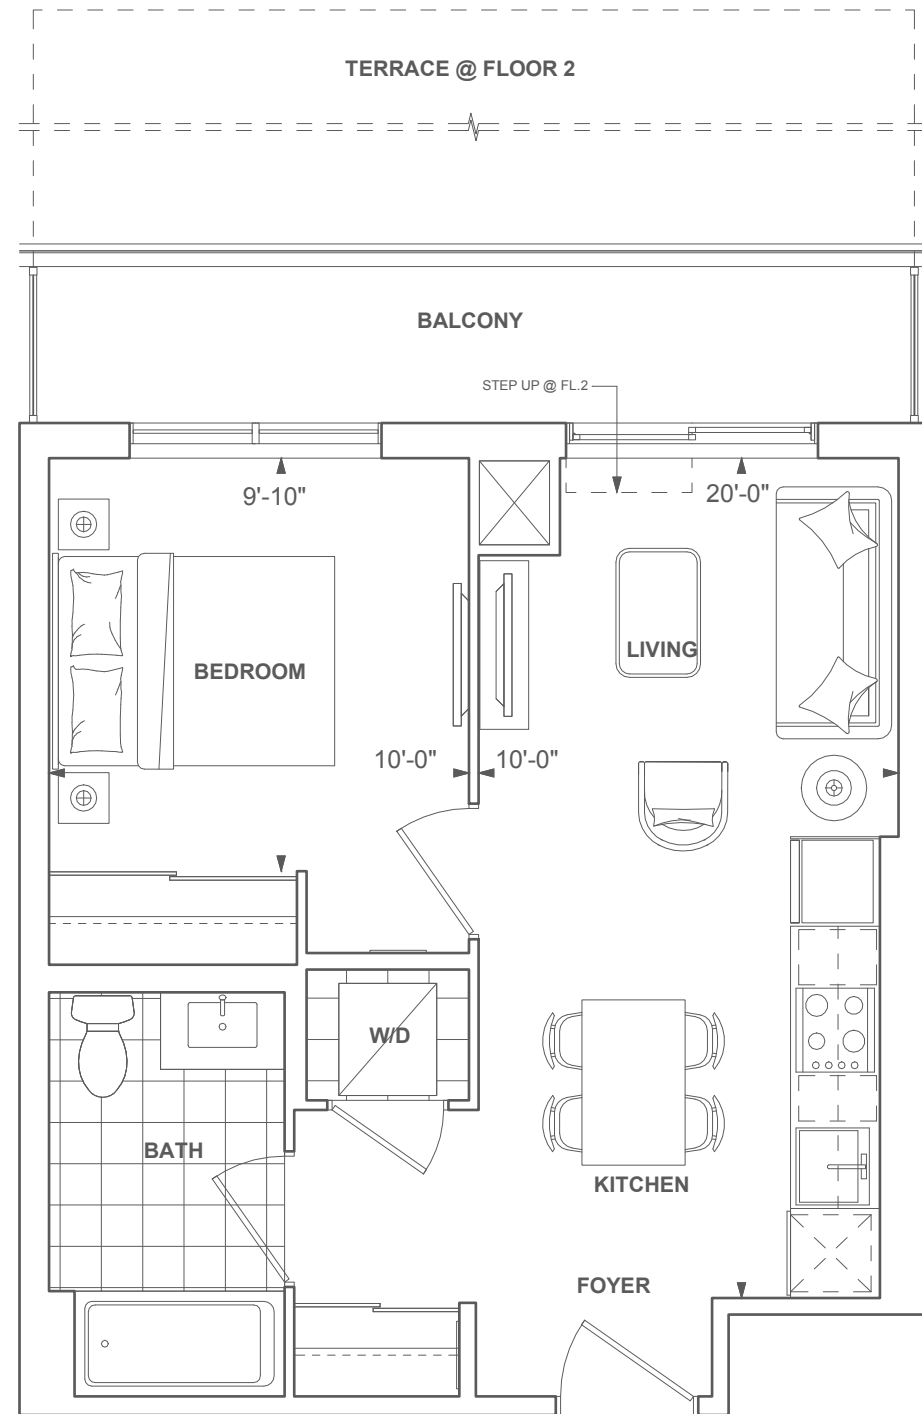 TERRACE @ FLOOR 2
BALCONY
STEP UP @ FL.2
9'-10"
20'-0"
LIVING
BEDROOM
10'-0"
10'-0"
W/D
BATH
KITCHEN
FOYER